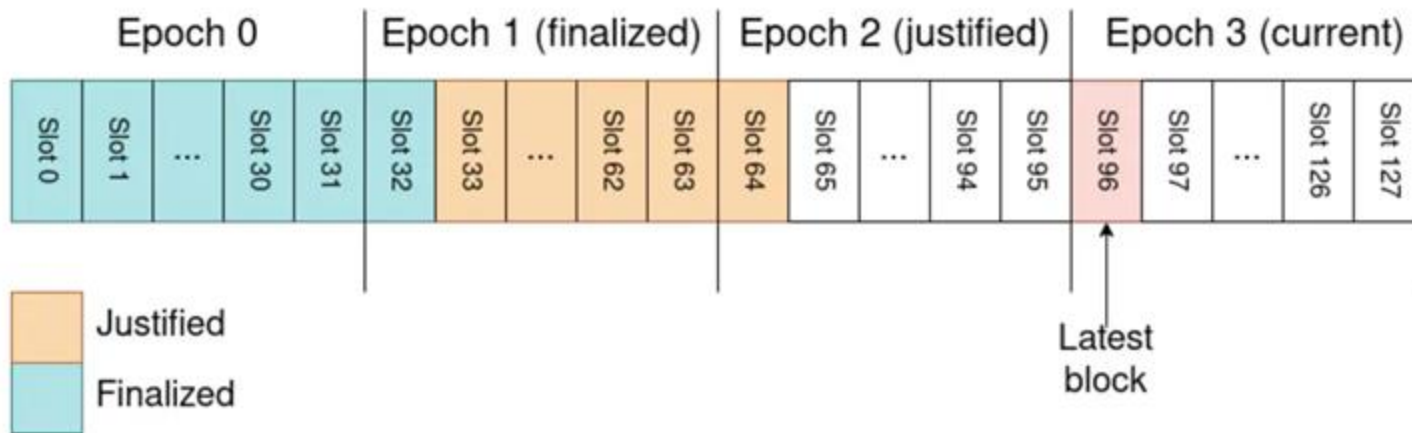 Epoch 0
Epoch 1 (finalized)
Epoch 2 (justified)
Epoch 3 (current)
Slot 0
Slot 1
...
Slot 30
Slot 31
Slot 32
Slot 33
...
Slot 62
Slot 63
Slot 64
Slot 65
...
Slot 94
Slot 95
Slot 96
Slot 97
...
Slot 126
Slot 127
Justified
Finalized
Latest
block